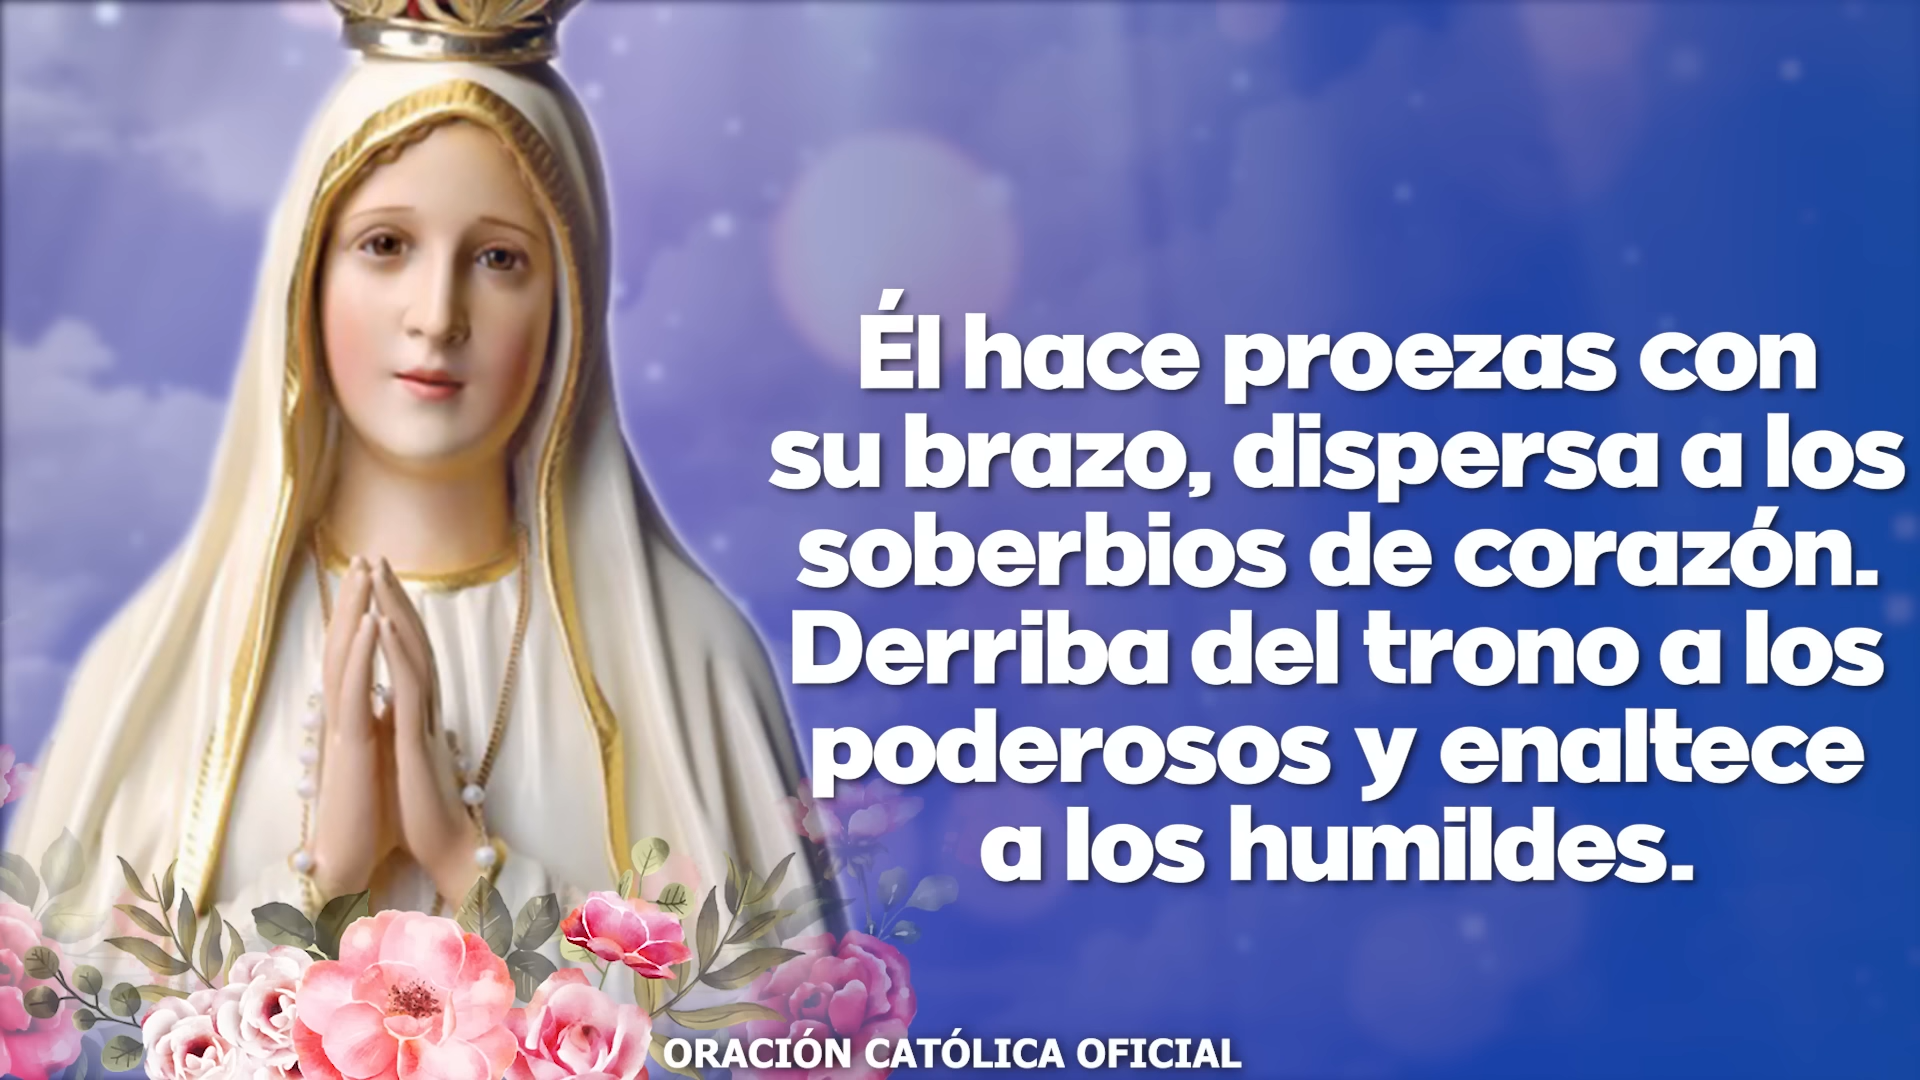 Él hace proezas con
su brazo, dispersa a los
soberbios de corazón.
Derriba del trono a los
poderosos y enaltece
a los humildes.
ORACIÓN CATÓLICA OFICIAL